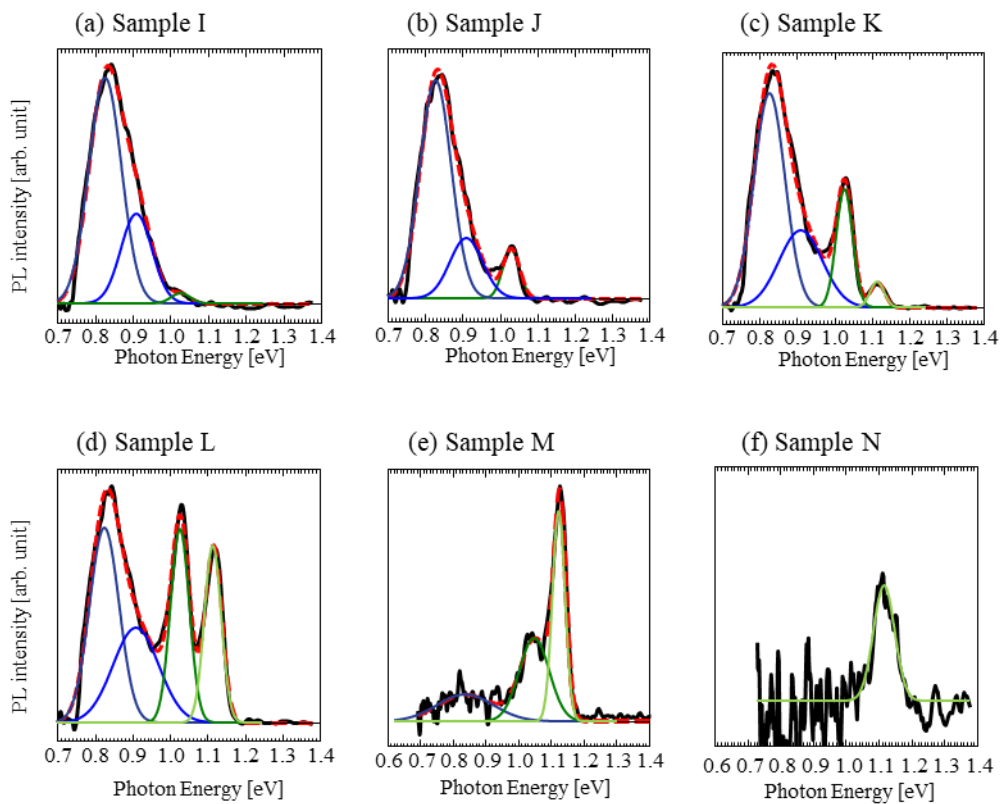 (a) Sample I
(b) Sample J
(c) Sample K
PL intensity [arb. unit]
0.7 0.8 0.9 1.0 1.1 1.2 1.3 1.4
0.7 0.8 0.9 1.0 1.1 1.2 1.3 1.4
0.7 0.8 0.9 1.0 1.1 1.2 1.3 1.4
Photon Energy [eV]
Photon Energy [eV]
Photon Energy [eV]
(d) Sample L
(e) Sample M
(f) Sample N
PL intensity [arb. unit]
0.7 0.8 0.9 1.0 1.1 1.2 1.3 1.4
0.6 0.7 0.8 0.9 1.0 1.1 1.2 1.3 1.4
0.6 0.7 0.8 0.9 1.0 1.1 1.2 1.3 1.4
Photon Energy [eV]
Photon Energy [eV]
Photon Energy [eV]